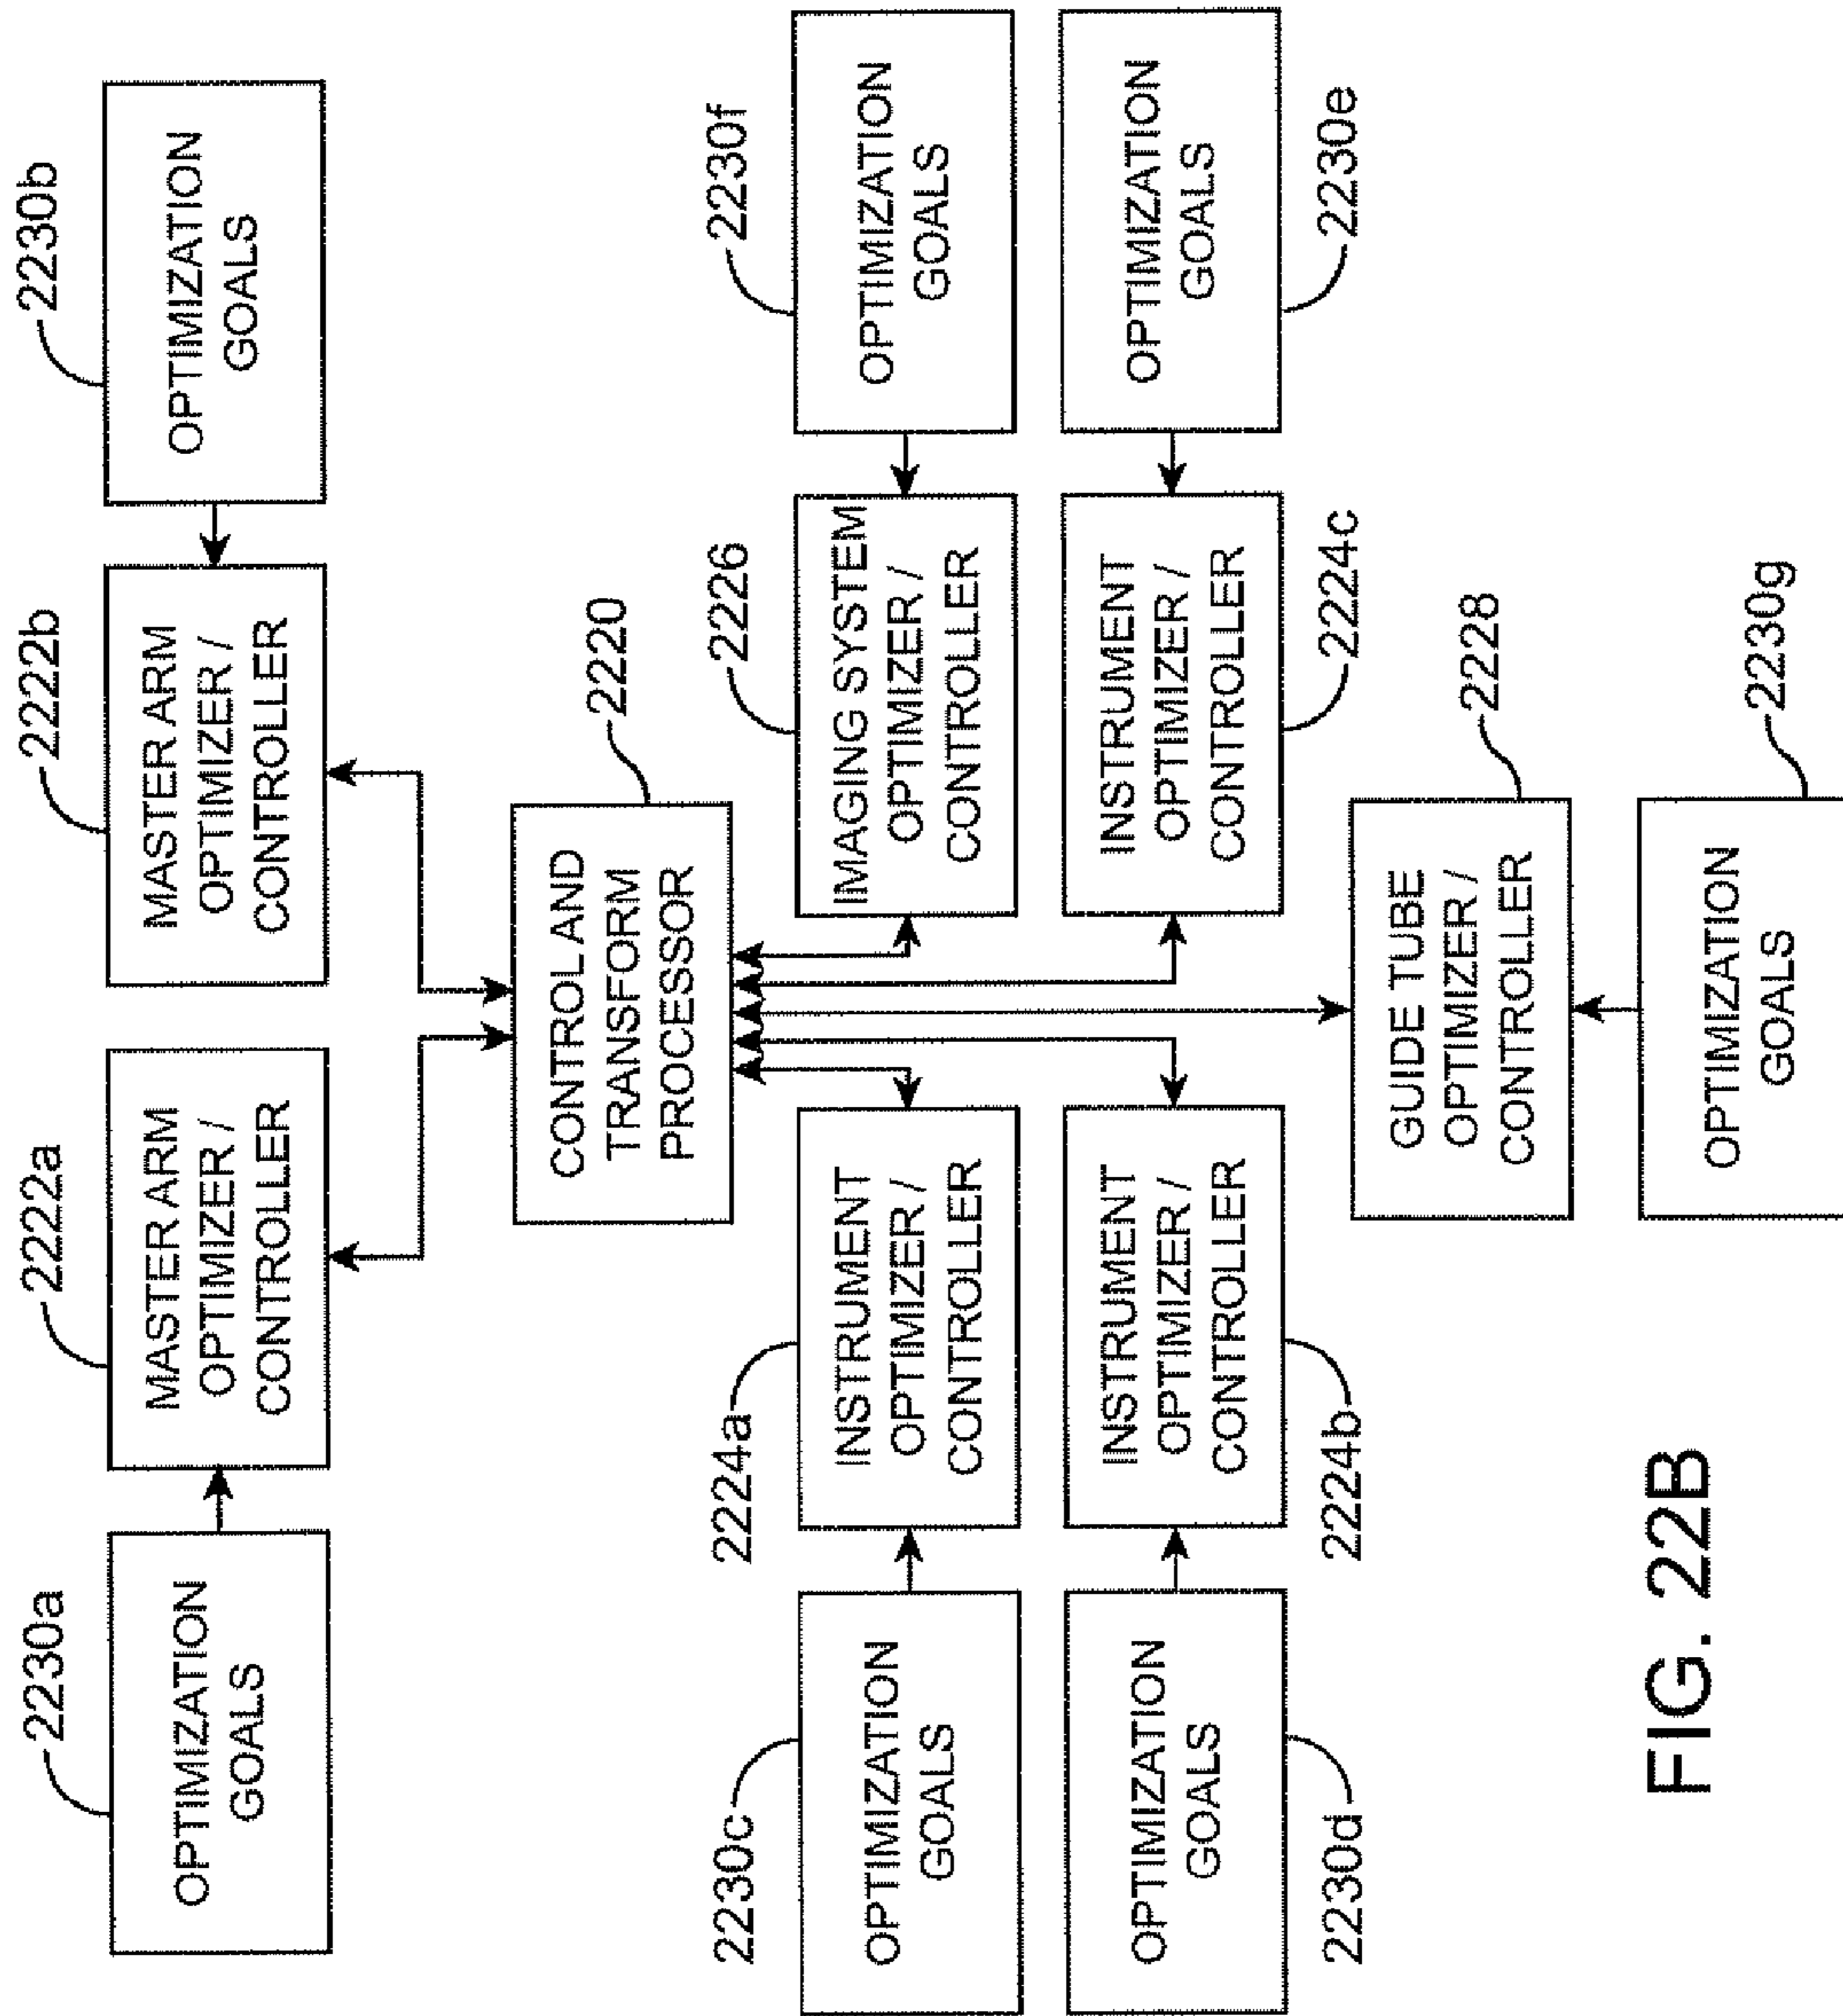 2230a
2222a
2222b
2230b
OPTIMIZATION
GOALS
MASTER ARM
OPTIMIZER /
CONTROLLER
MASTER ARM
OPTIMIZER /
CONTROLLER
OPTIMIZATION
GOALS
2220
CONTROL AND
TRANSFORM
PROCESSOR
2230c
2224a
2226
2230f
OPTIMIZATION
GOALS
INSTRUMENT
OPTIMIZER /
CONTROLLER
IMAGING SYSTEM
OPTIMIZER /
CONTROLLER
OPTIMIZATION
GOALS
OPTIMIZATION
GOALS
INSTRUMENT
OPTIMIZER /
CONTROLLER
INSTRUMENT
OPTIMIZER /
CONTROLLER
OPTIMIZATION
GOALS
2230d
2224b
2224c
2230e
2228
GUIDE TUBE
OPTIMIZER /
CONTROLLER
2230g
OPTIMIZATION
GOALS
FIG. 22B